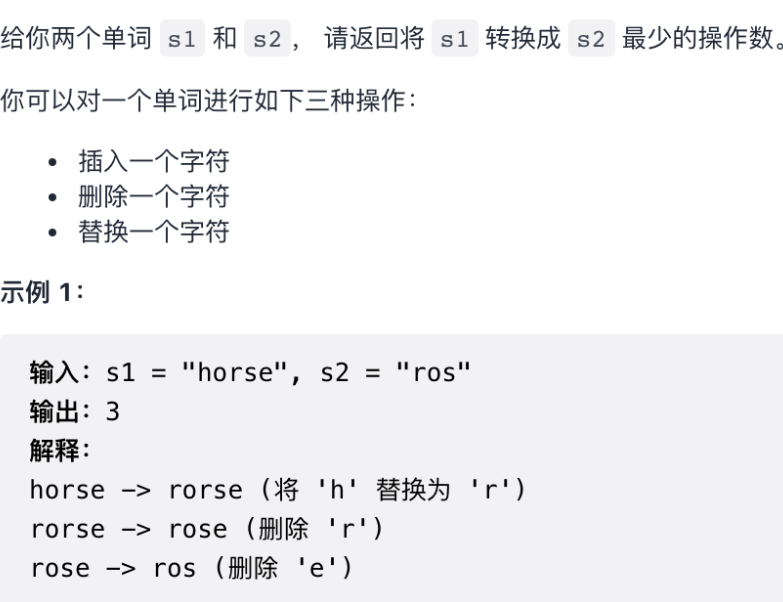 给你两个单词 s1 和 s2， 请返回将 s1 转换成 s2 最少的操作数。
你可以对一个单词进行如下三种操作：
• 插入一个字符
• 删除一个字符
• 替换一个字符
示例 1：
输入：s1 = "horse", s2 = "ros"
输出：3
解释：
horse -> rorse (将 'h' 替换为 'r')
rorse -> rose (删除 'r')
rose -> ros (删除 'e')